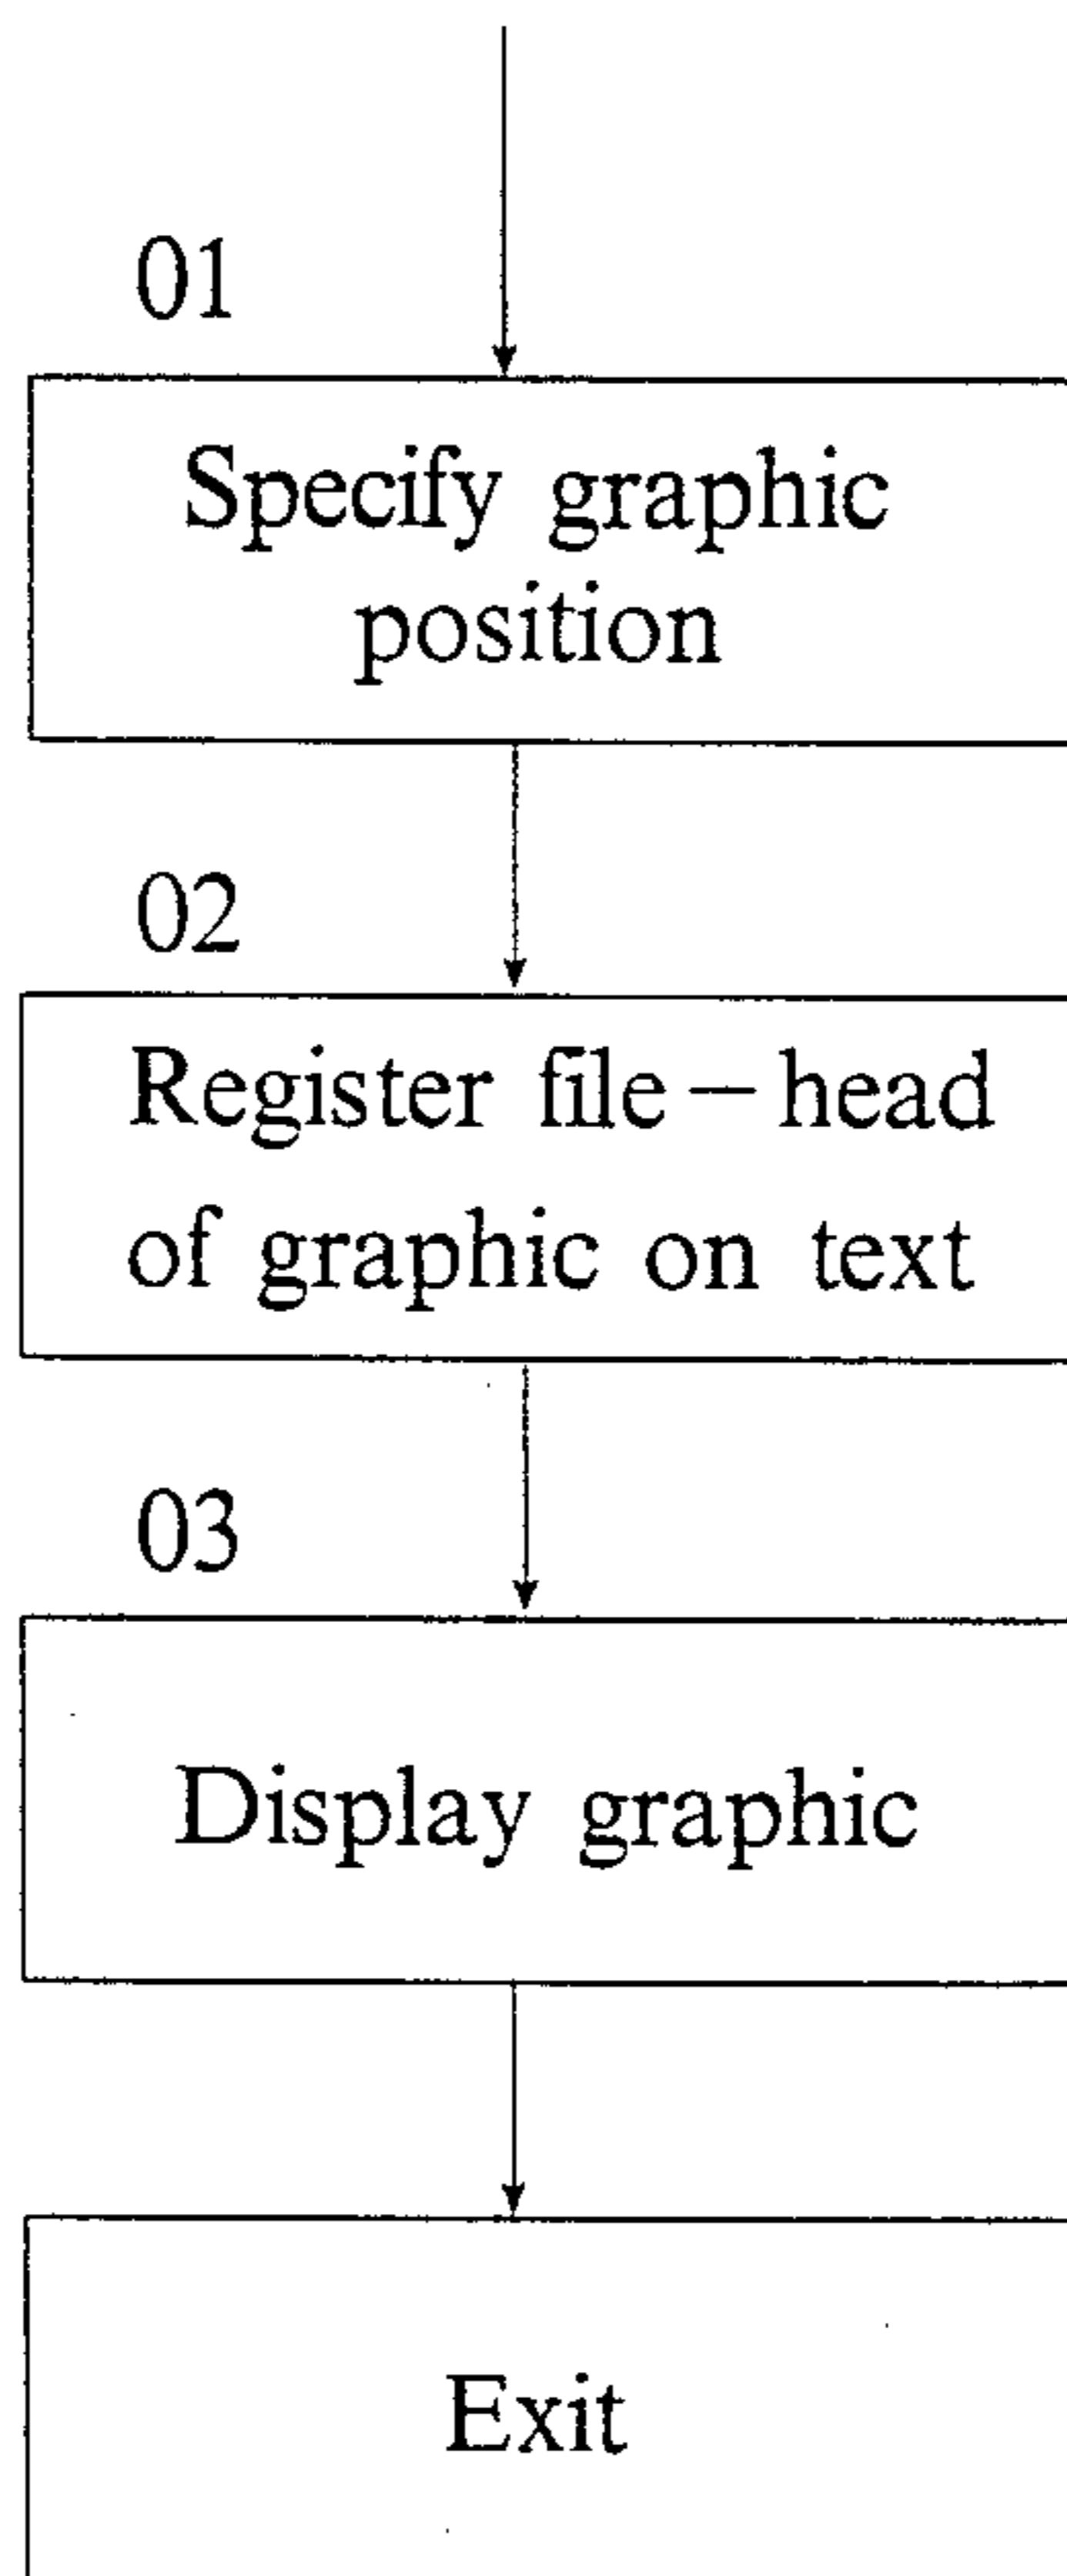 01
Specify graphic
position
02
Register file – head
of graphic on text
03
Display graphic
Exit